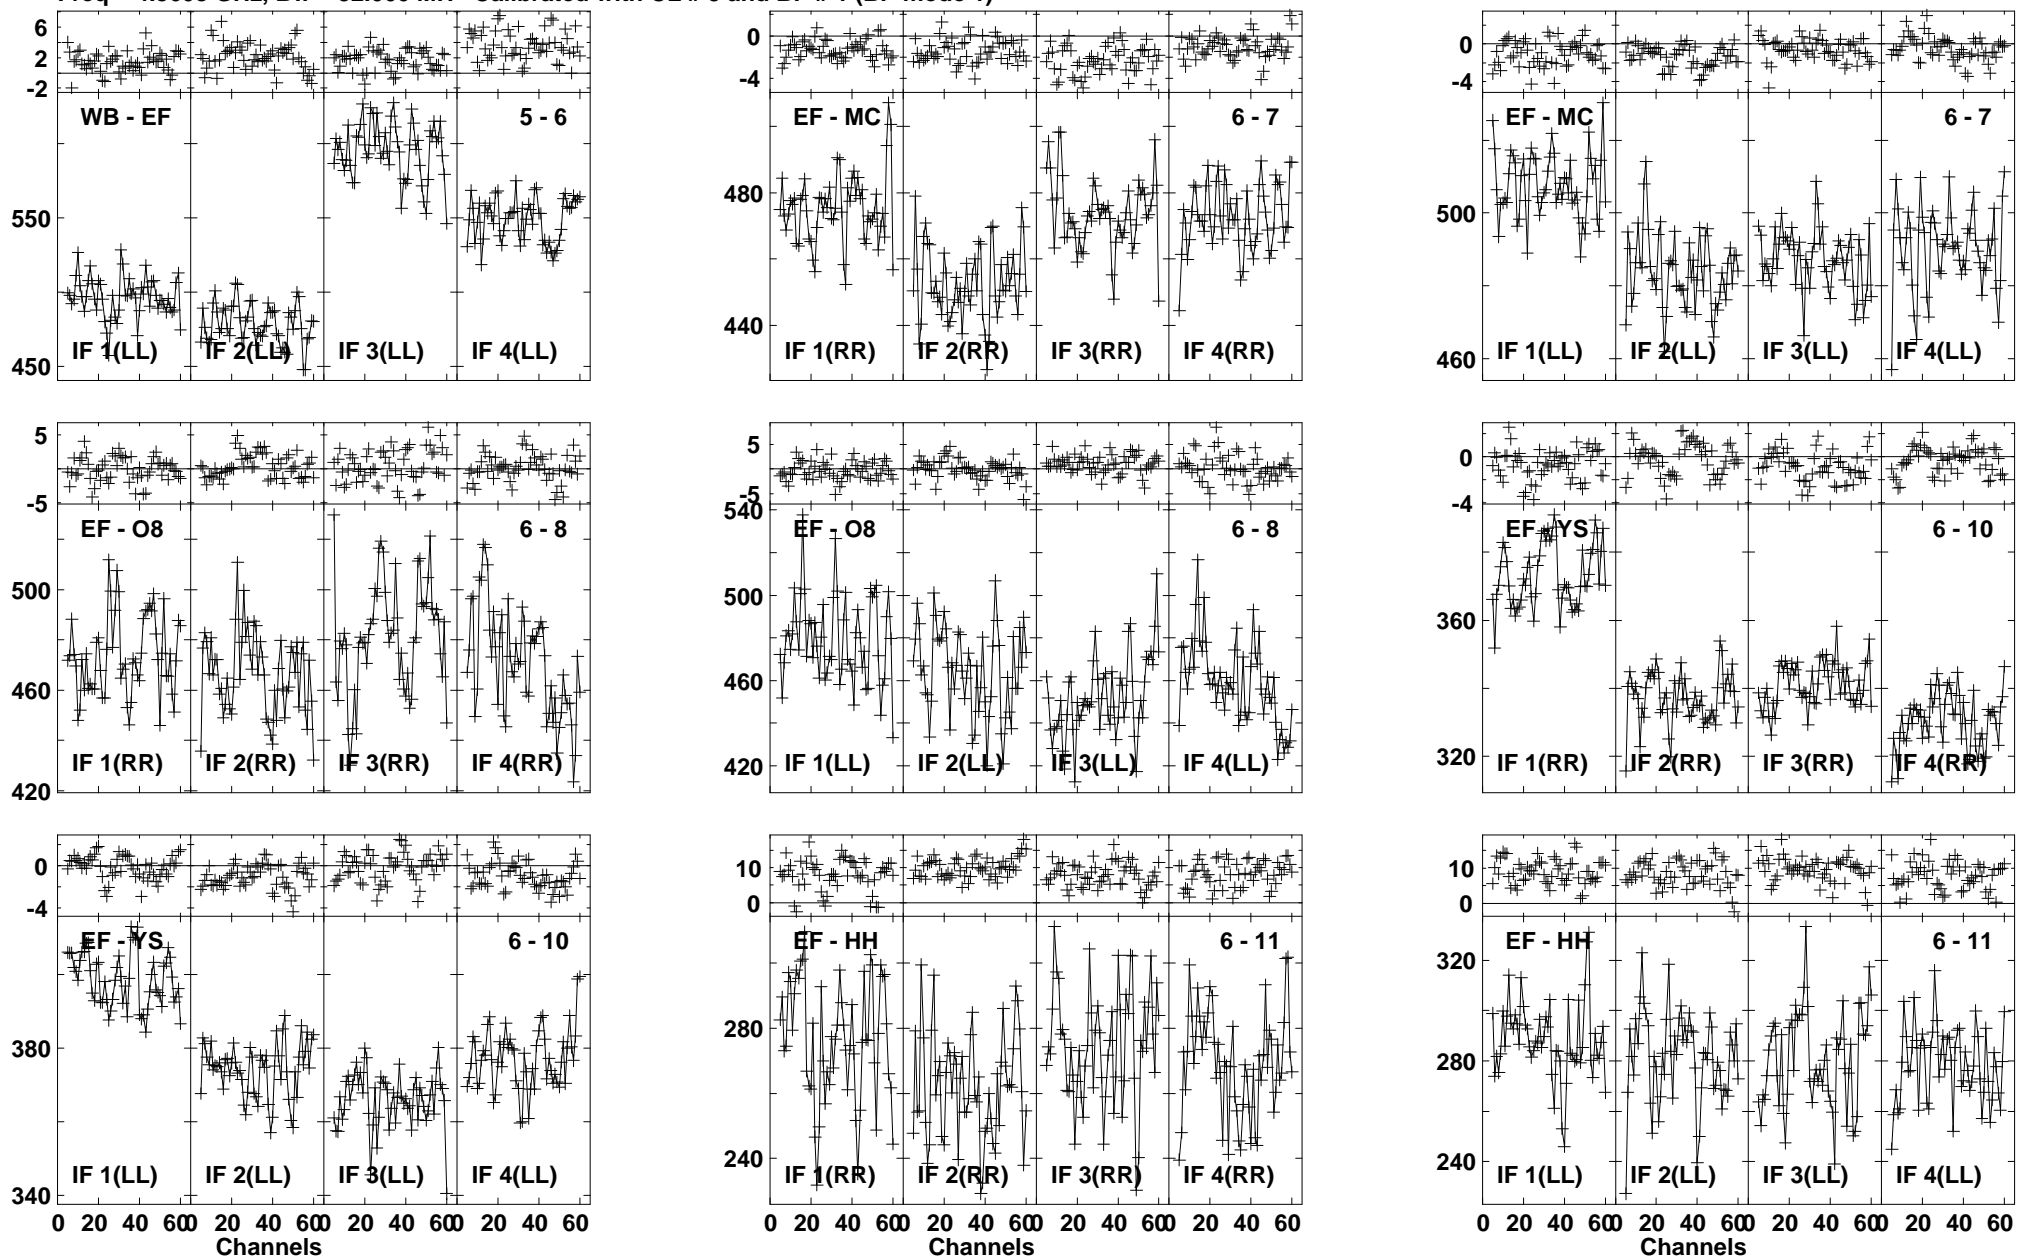 6
2
-2
WB - EF
5 - 6
550
450
IF 1(LL)
IF 2(LL)
IF 3(LL)
IF 4(LL)
0
-4
EF - MC
6 - 7
480
440
IF 1(RR)
IF 2(RR)
IF 3(RR)
IF 4(RR)
0
-4
EF - MC
6 - 7
500
460
IF 1(LL)
IF 2(LL)
IF 3(LL)
IF 4(LL)
5
-5
EF - O8
6 - 8
500
460
420
IF 1(RR)
IF 2(RR)
IF 3(RR)
IF 4(RR)
5
-5
540
EF - O8
6 - 8
500
460
420
IF 1(LL)
IF 2(LL)
IF 3(LL)
IF 4(LL)
0
-4
EF - YS
6 - 10
360
320
IF 1(RR)
IF 2(RR)
IF 3(RR)
IF 4(RR)
0
-4
EF - YS
6 - 10
380
340
IF 1(LL)
IF 2(LL)
IF 3(LL)
IF 4(LL)
0 20 40 60 0 20 40 60 0 20 40 60 0 20 40 60
Channels
10
0
EF - HH
6 - 11
280
240
IF 1(RR)
IF 2(RR)
IF 3(RR)
IF 4(RR)
0 20 40 60 0 20 40 60 0 20 40 60 0 20 40 60
Channels
10
0
EF - HH
6 - 11
320
280
240
IF 1(LL)
IF 2(LL)
IF 3(LL)
IF 4(LL)
0 20 40 60 0 20 40 60 0 20 40 60 0 20 40 60
Channels